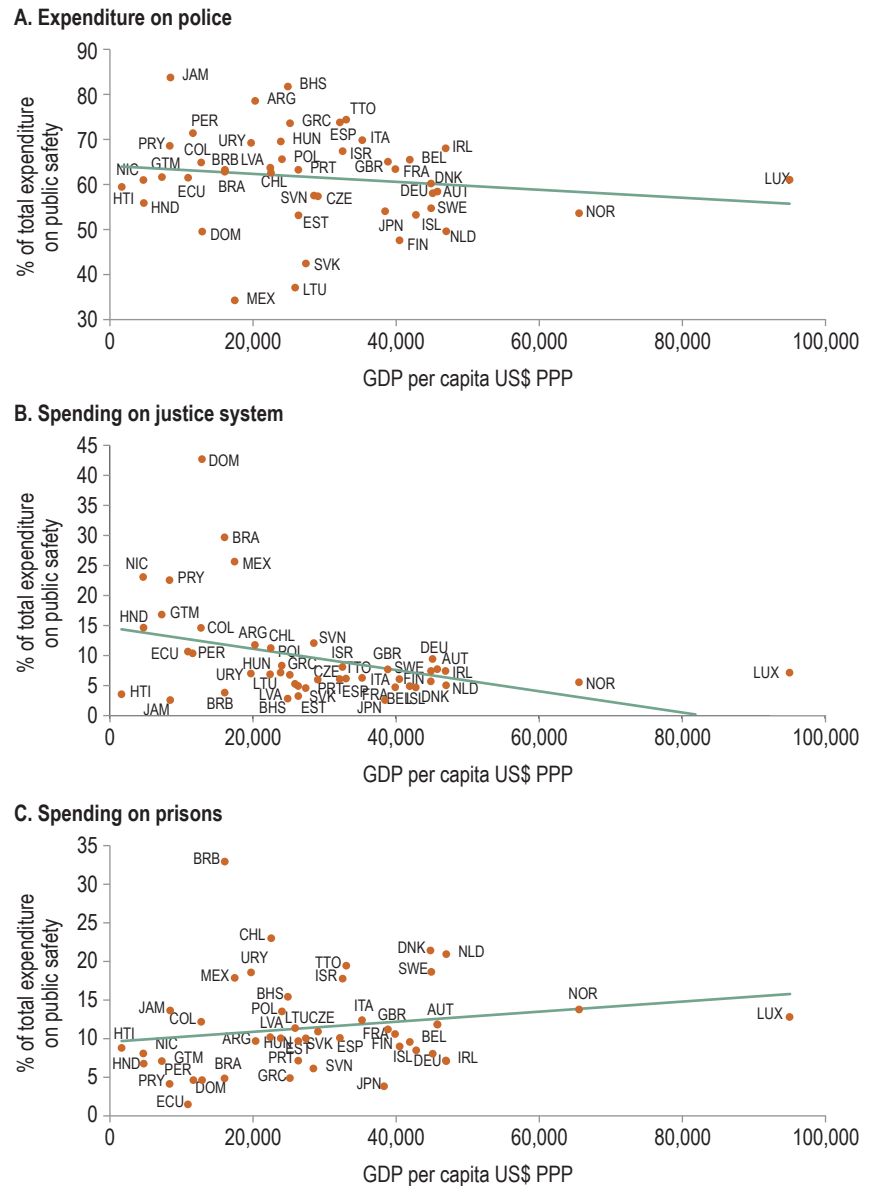 A. Expenditure on police
% of total expenditure
on public safety
90
80
70
60
50
40
30
JAM
BHS
ARG
TTO
PER
GRC
ESP
PRY
COL
URY
HUN
ITA
IRL
ISR
NIC
GTM
BRB
LVA
POL
PRT
GBR
BEL
FRA
DNK
LUX
HTI
ECU
BRA
CHL
SVN
CZE
DEU
AUT
HND
SWE
NOR
EST
JPN
ISL
DOM
FIN
NLD
SVK
MEX
LTU
0
20,000
40,000
60,000
80,000
100,000
GDP per capita US$ PPP
B. Spending on justice system
% of total expenditure
on public safety
45
40
35
30
25
20
15
10
5
0
DOM
BRA
MEX
NIC
PRY
HND
GTM
COL
ARG
CHL
SVN
ECU
PER
POL
ISR
GBR
DEU
AUT
HUN
GRC
CZE
TTO
SWE
IRL
URY
LTU
PRT
ESP
ITA
FIN
NLD
LUX
NOR
HTI
JAM
BRB
LVA
BHS
SVK
EST
FRA
JPN
BEL
ISL
DNK
0
20,000
40,000
60,000
80,000
100,000
GDP per capita US$ PPP
C. Spending on prisons
% of total expenditure
on public safety
35
30
25
20
15
10
5
0
BRB
CHL
DNK
NLD
URY
TTO
MEX
ISR
SWE
BHS
NOR
JAM
POL
ITA
COL
LVA
LTU
CZE
GBR
AUT
LUX
HTI
ARG
HUN
EST
SVK
ESP
FRA
FIN
BEL
NIC
HND
GTM
PRT
ISL
DEU
IRL
PER
BRA
SVN
PRY
DOM
GRC
JPN
ECU
0
20,000
40,000
60,000
80,000
100,000
GDP per capita US$ PPP